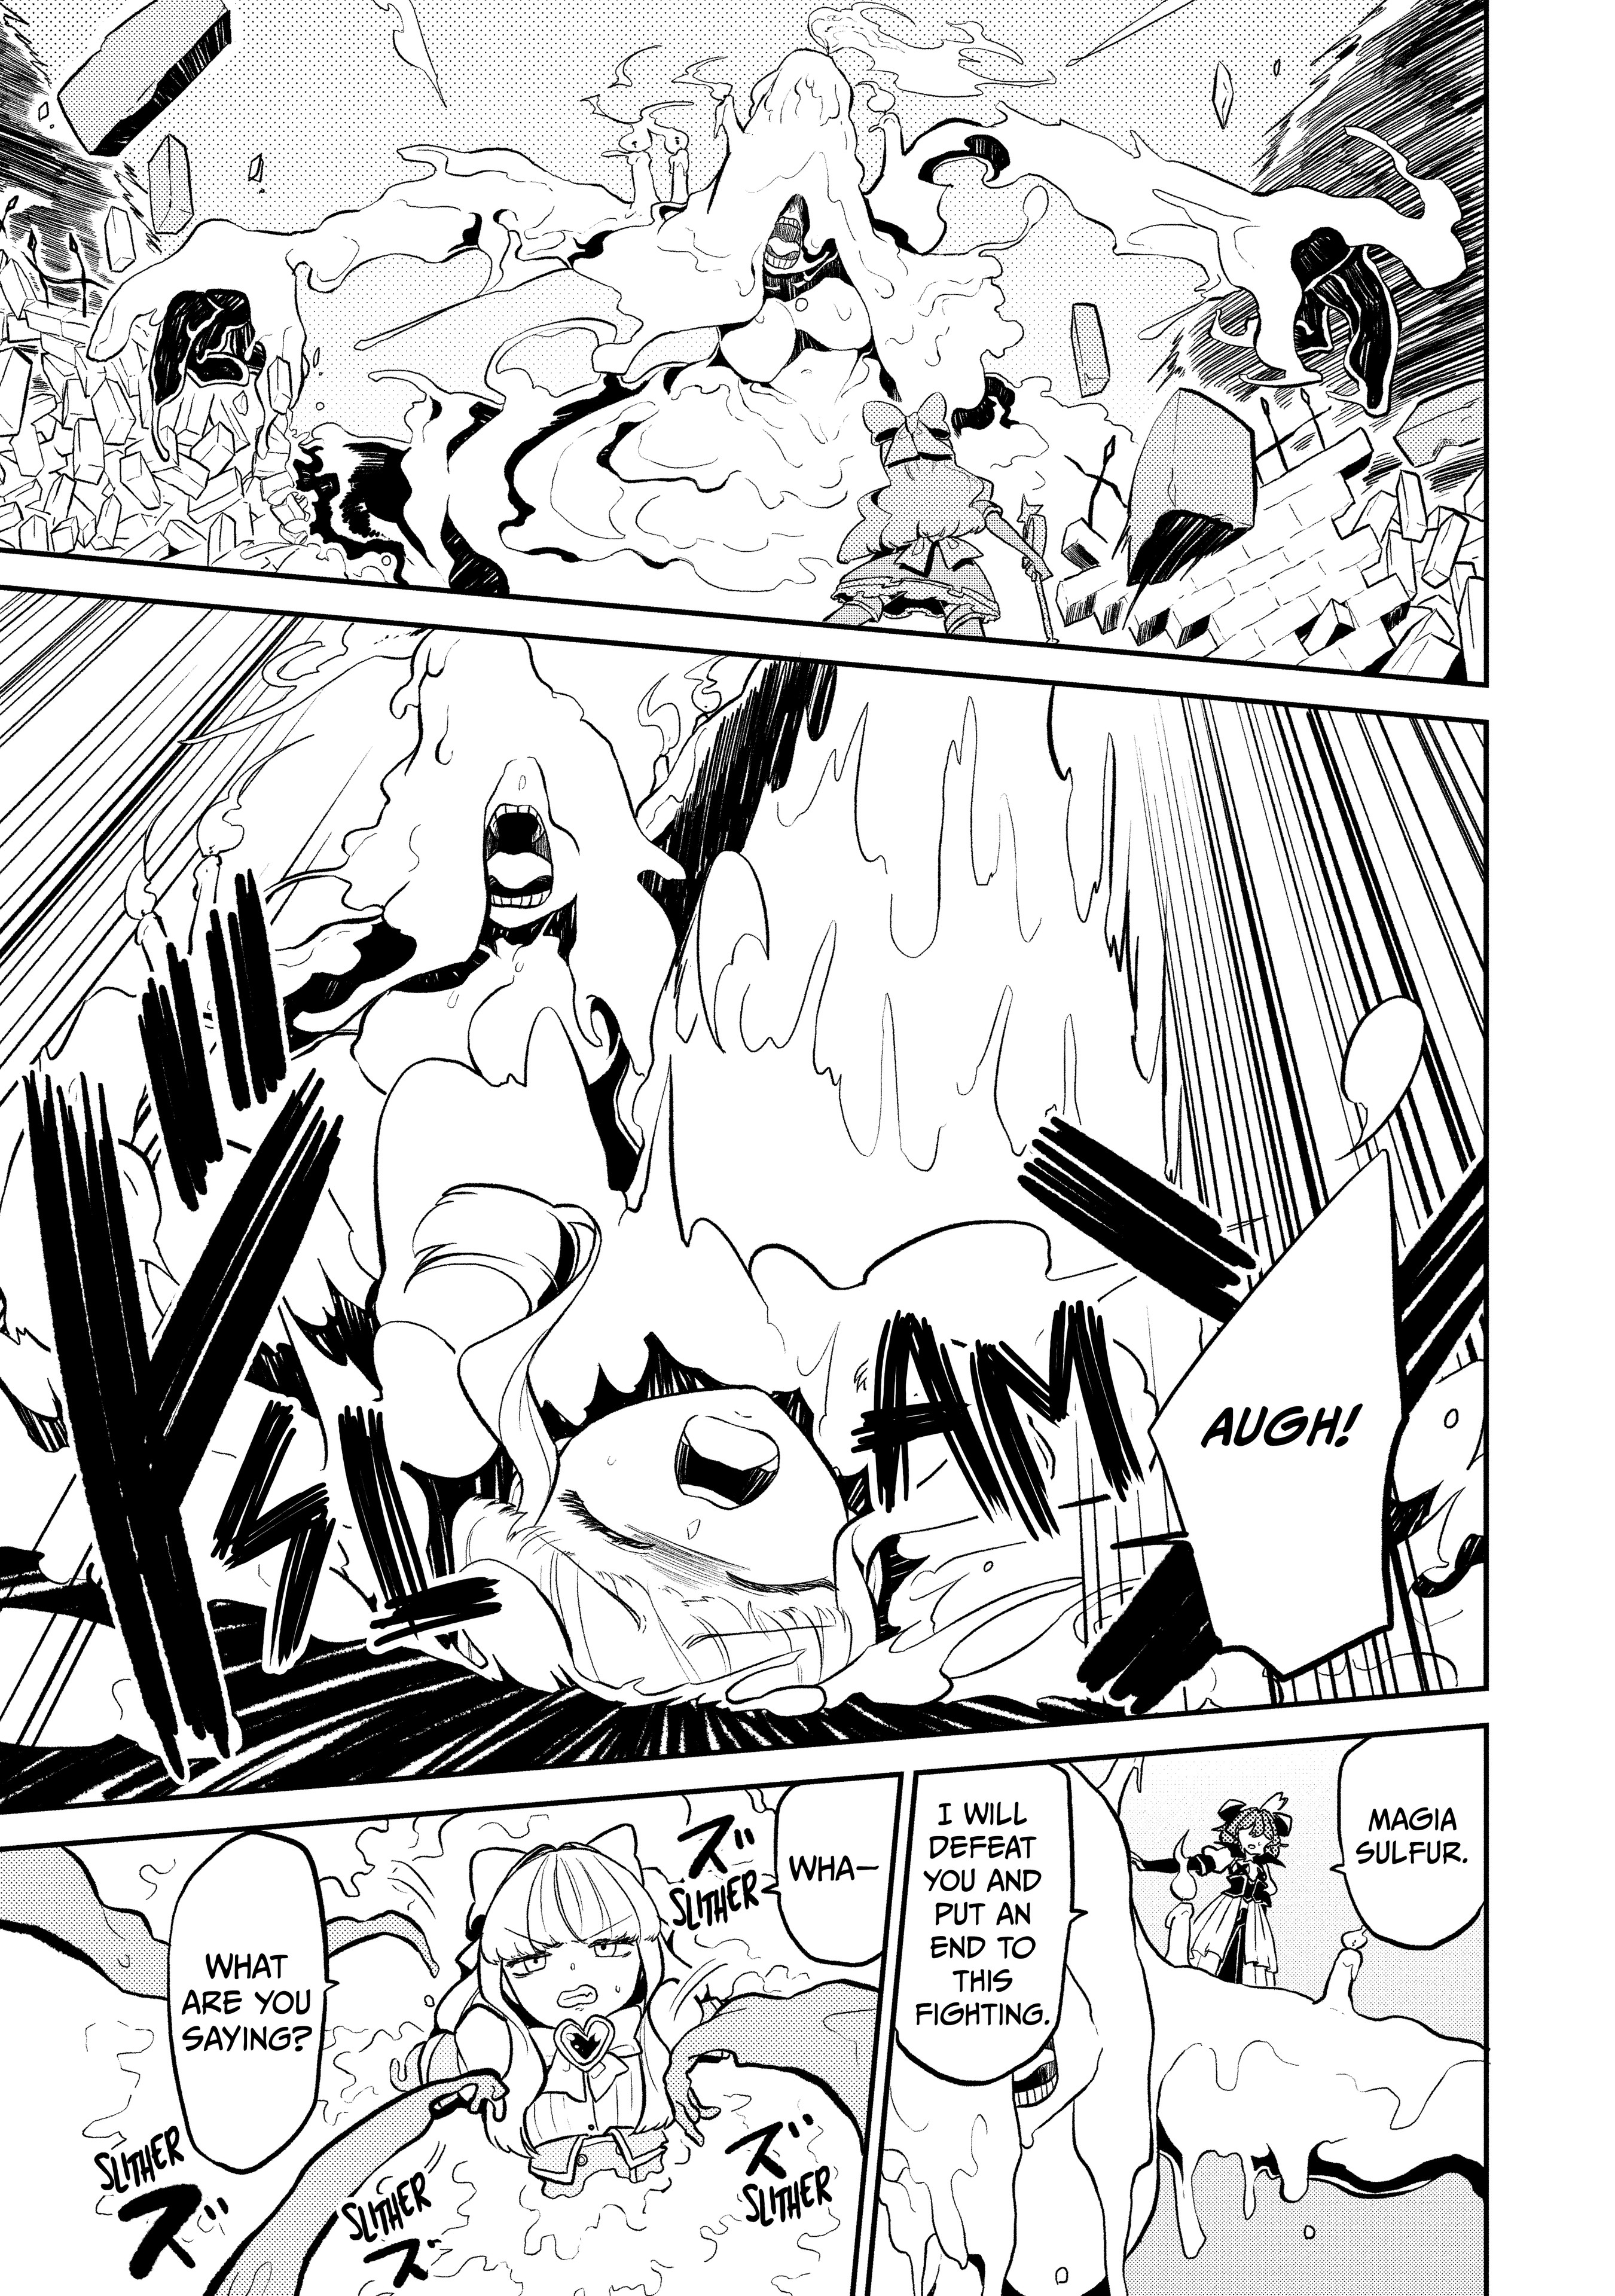 KSLAM
AUGH!
MAGIA
SULFUR.
I WILL
DEFEAT
YOU AND
PUT AN
END TO
THIS
FIGHTING.
WHA—
ズ
SLITHER
WHAT
ARE YOU
SAYING?
SLITHER
ズ
SLITHER
ズ
ズ
SLITHER